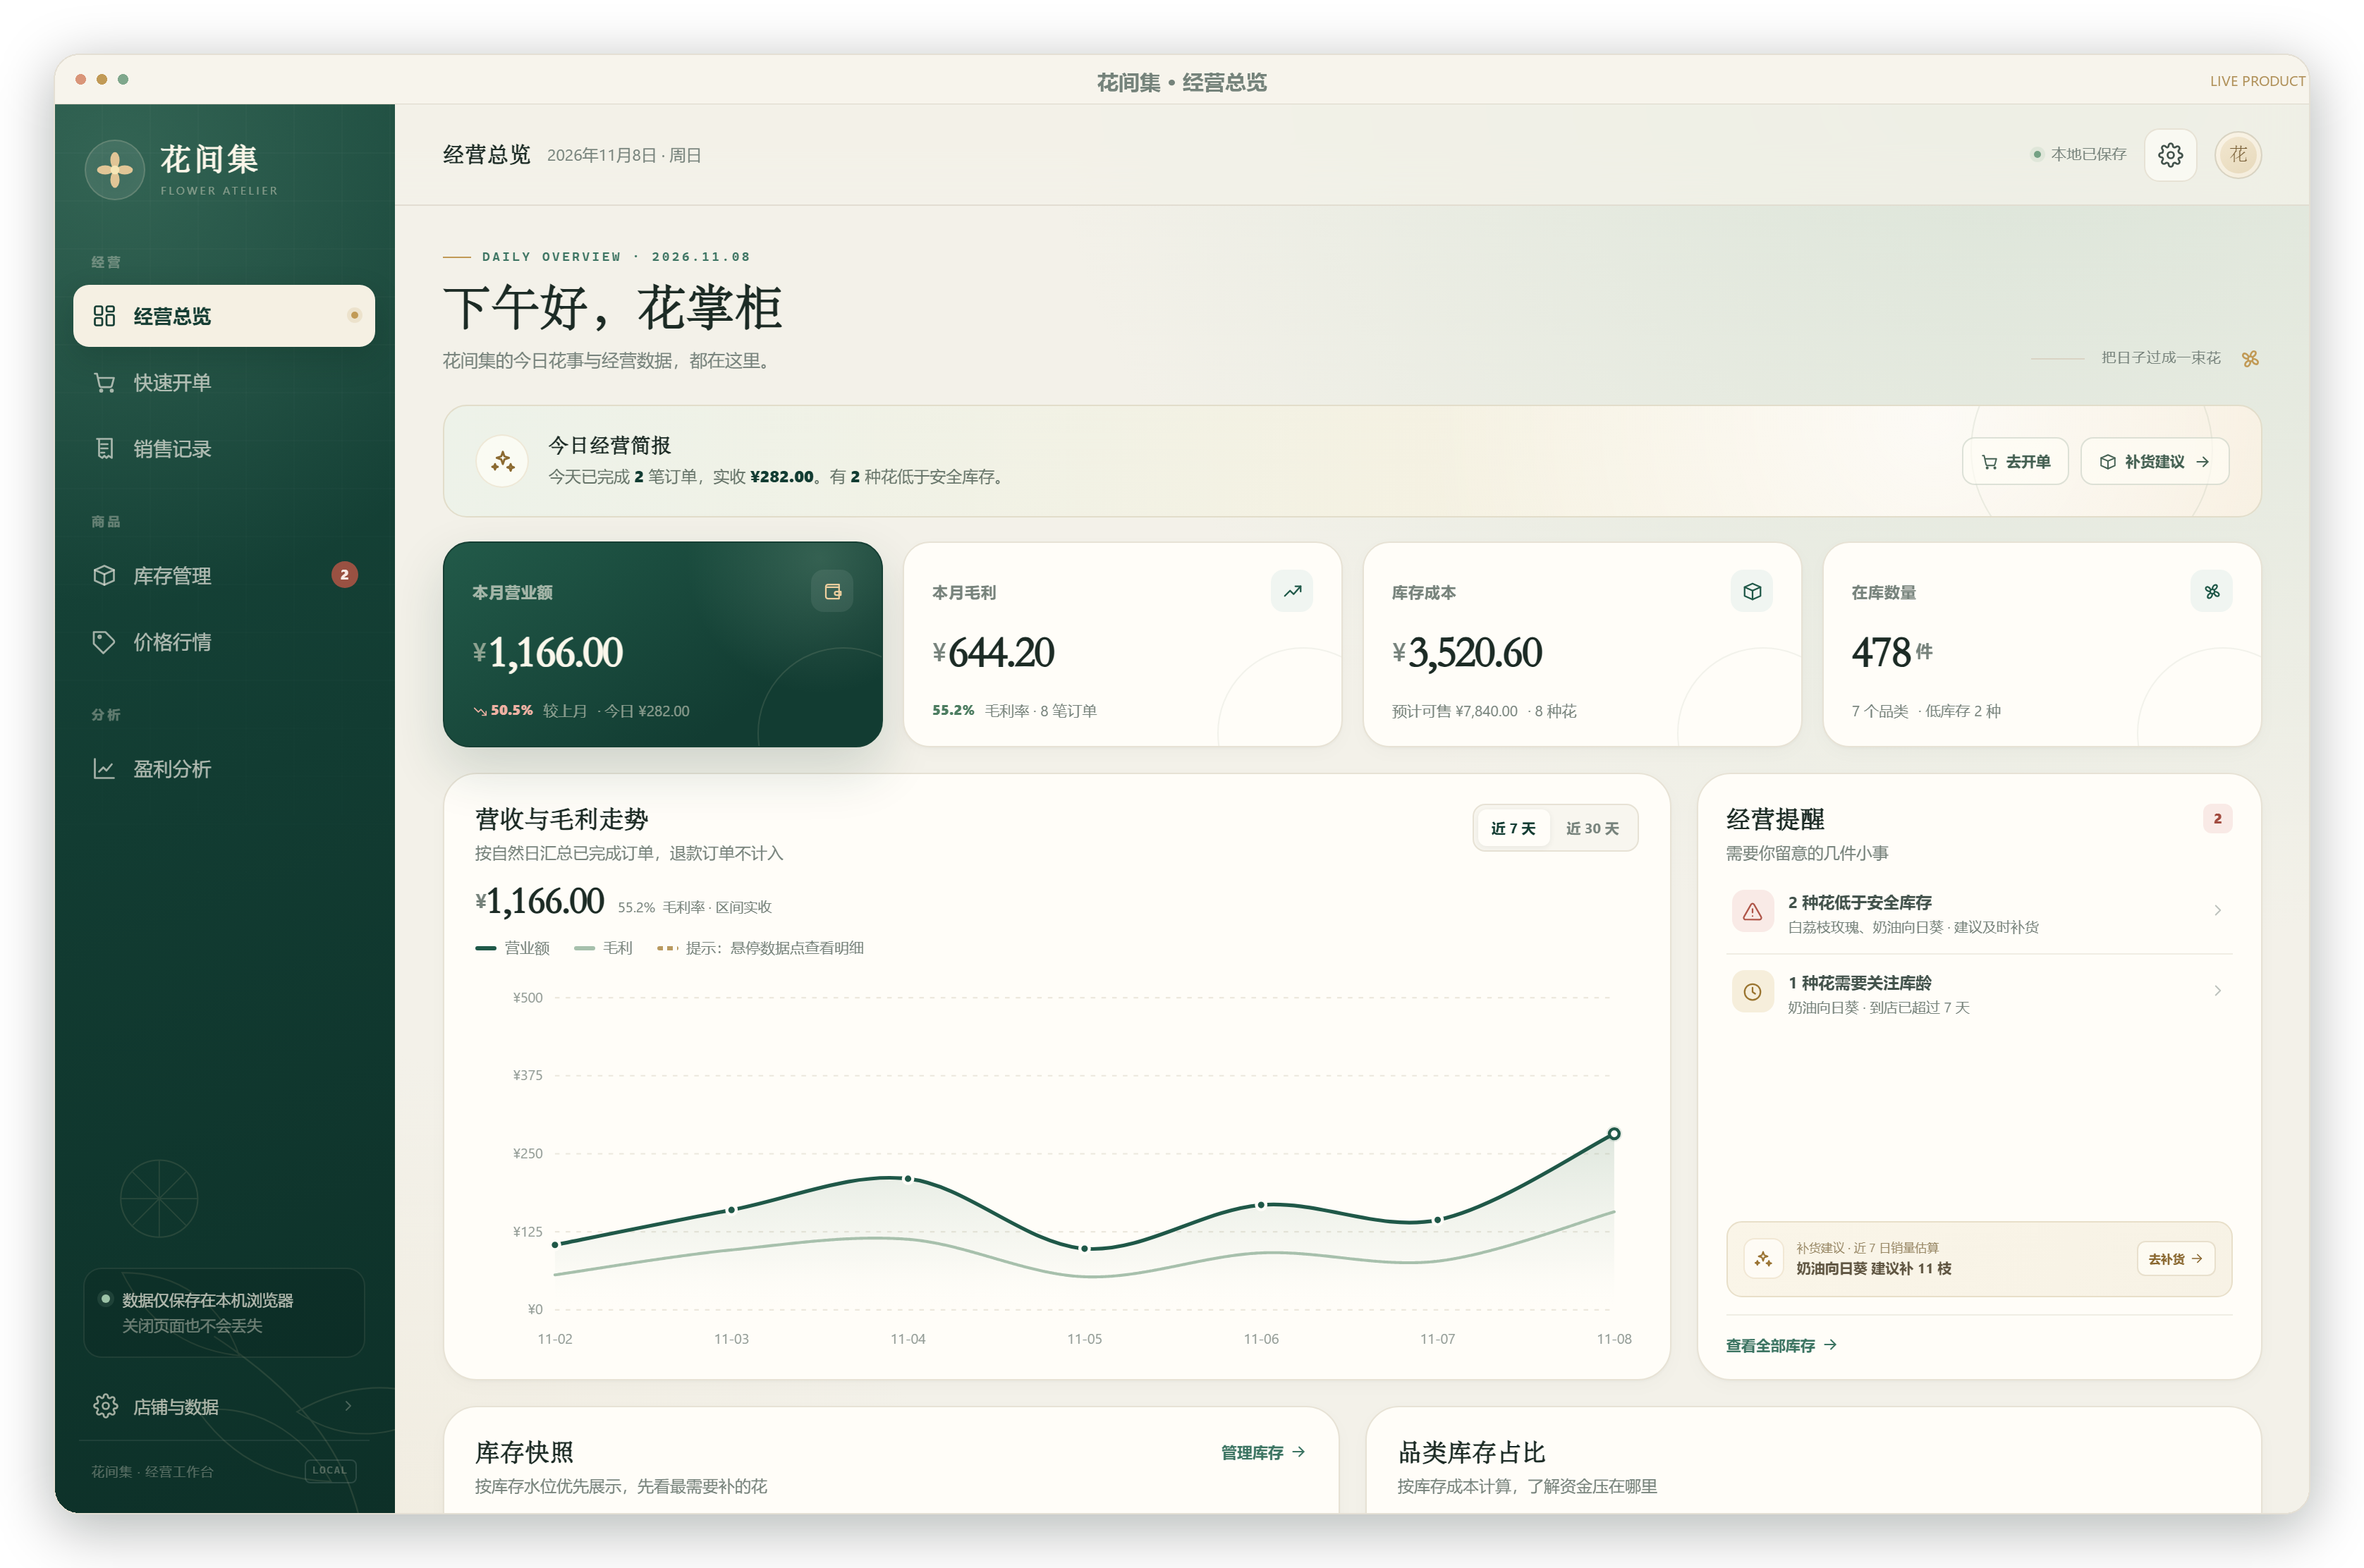 花间集 • 经营总览
LIVE PRODUCT
花间集
FLOWER ATELIER
经营
经营总览
快速开单
销售记录
商品
库存管理
2
价格行情
分析
盈利分析
数据仅保存在本机浏览器
关闭页面也不会丢失
店铺与数据
花间集 · 经营工作台
LOCAL
经营总览
2026年11月8日 · 周日
本地已保存
花
DAILY OVERVIEW · 2026.11.08
下午好，花掌柜
花间集的今日花事与经营数据，都在这里。
把日子过成一束花
今日经营简报
今天已完成 2 笔订单，实收 ¥282.00。有 2 种花低于安全库存。
去开单
补货建议
本月营业额
¥1,166.00
50.5% 较上月 · 今日 ¥282.00
本月毛利
¥644.20
55.2% 毛利率 · 8 笔订单
库存成本
¥3,520.60
预计可售 ¥7,840.00 · 8 种花
在库数量
478 件
7 个品类 · 低库存 2 种
营收与毛利走势
按自然日汇总已完成订单，退款订单不计入
近 7 天
近 30 天
¥1,166.00 55.2% 毛利率 · 区间实收
营业额
毛利
提示：悬停数据点查看明细
¥500
¥375
¥250
¥125
¥0
11-02
11-03
11-04
11-05
11-06
11-07
11-08
经营提醒
2
需要你留意的几件小事
2 种花低于安全库存
白荔枝玫瑰、奶油向日葵 · 建议及时补货
1 种花需要关注库龄
奶油向日葵 · 到店已超过 7 天
补货建议 · 近 7 日销量估算
奶油向日葵 建议补 11 枝
去补货
查看全部库存
库存快照
管理库存
按库存水位优先展示，先看最需要补的花
品类库存占比
按库存成本计算，了解资金压在哪里